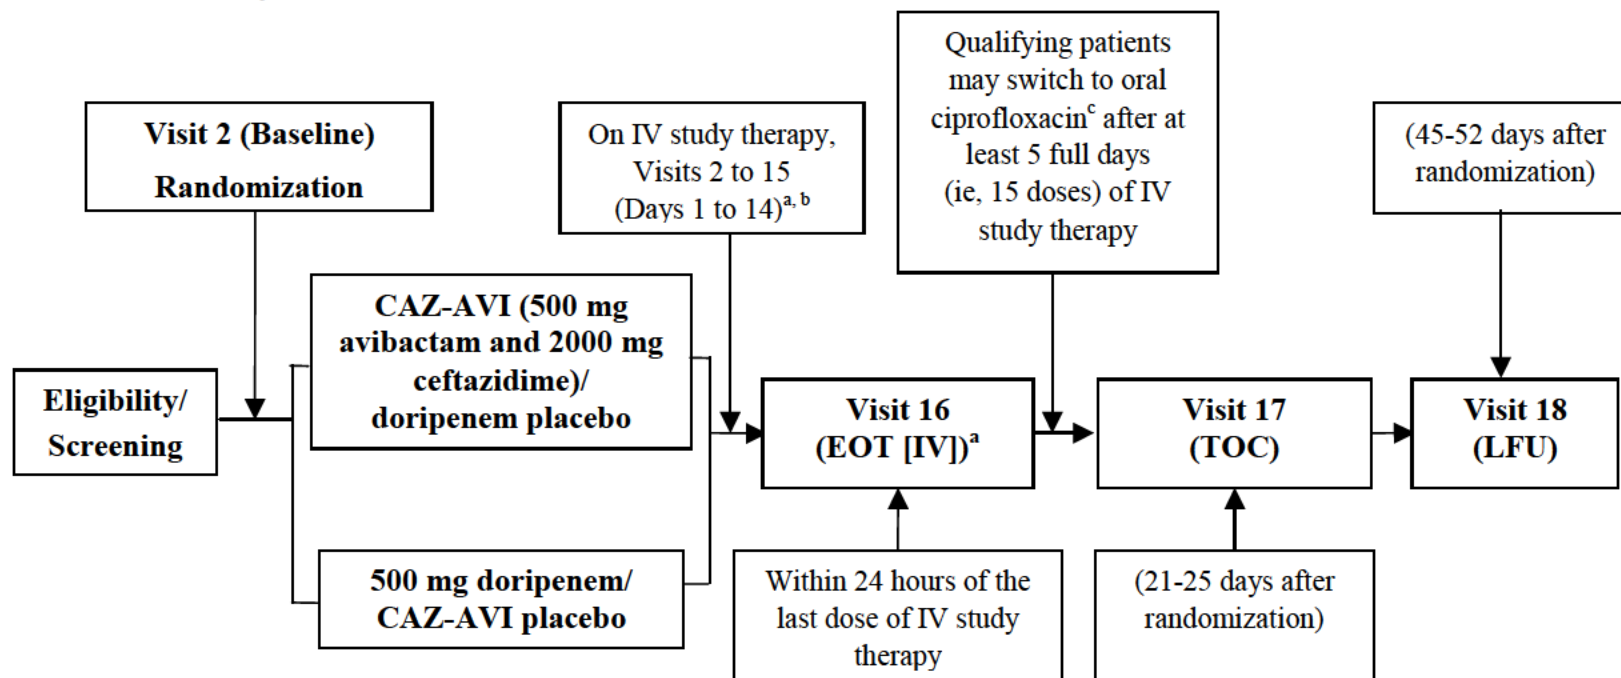 Visit 2 (Baseline)
Randomization
On IV study therapy,
Visits 2 to 15
(Days 1 to 14)a, b
Qualifying patients
may switch to oral
ciprofloxacinc after at
least 5 full days
(ie, 15 doses) of IV
study therapy
(45-52 days after
randomization)
Eligibility/
Screening
CAZ-AVI (500 mg
avibactam and 2000 mg
ceftazidime)/
doripenem placebo
500 mg doripenem/
CAZ-AVI placebo
Visit 16
(EOT [IV])a
Visit 17
(TOC)
Visit 18
(LFU)
Within 24 hours of the
last dose of IV study
therapy
(21-25 days after
randomization)